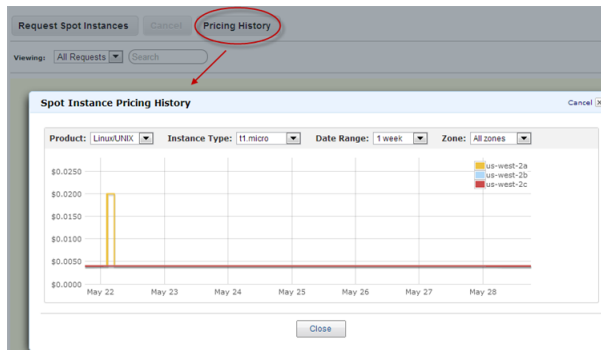 Request Spot Instances Cancel Pricing History
Viewing: All Requests Search
Spot Instance Pricing History Cancel X
Product: Linux/UNIX Instance Type: t1.micro Date Range: 1 week Zone: All zones
us-west-2a
us-west-2b
us-west-2c
$0.0250
$0.0200
$0.0150
$0.0100
$0.0050
$0.0000
May 22 May 23 May 24 May 25 May 26 May 27 May 28
Close